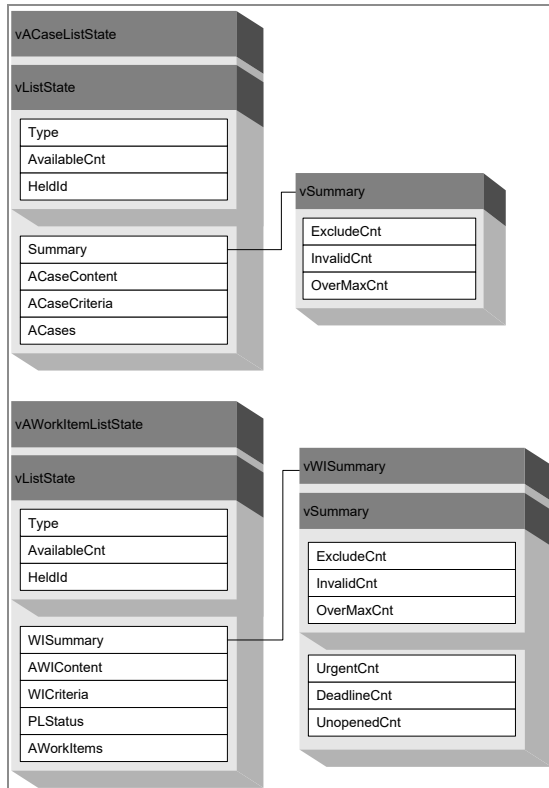 vACaseListState
vListState
Type
AvailableCnt
HeldId
Summary
ACaseContent
ACaseCriteria
ACases
vSummary
ExcludeCnt
InvalidCnt
OverMaxCnt
vAWorkItemListState
vListState
Type
AvailableCnt
HeldId
WISummary
AWIContent
WICriteria
PLStatus
AWorkItems
vWISummary
vSummary
ExcludeCnt
InvalidCnt
OverMaxCnt
UrgentCnt
DeadlineCnt
UnopenedCnt